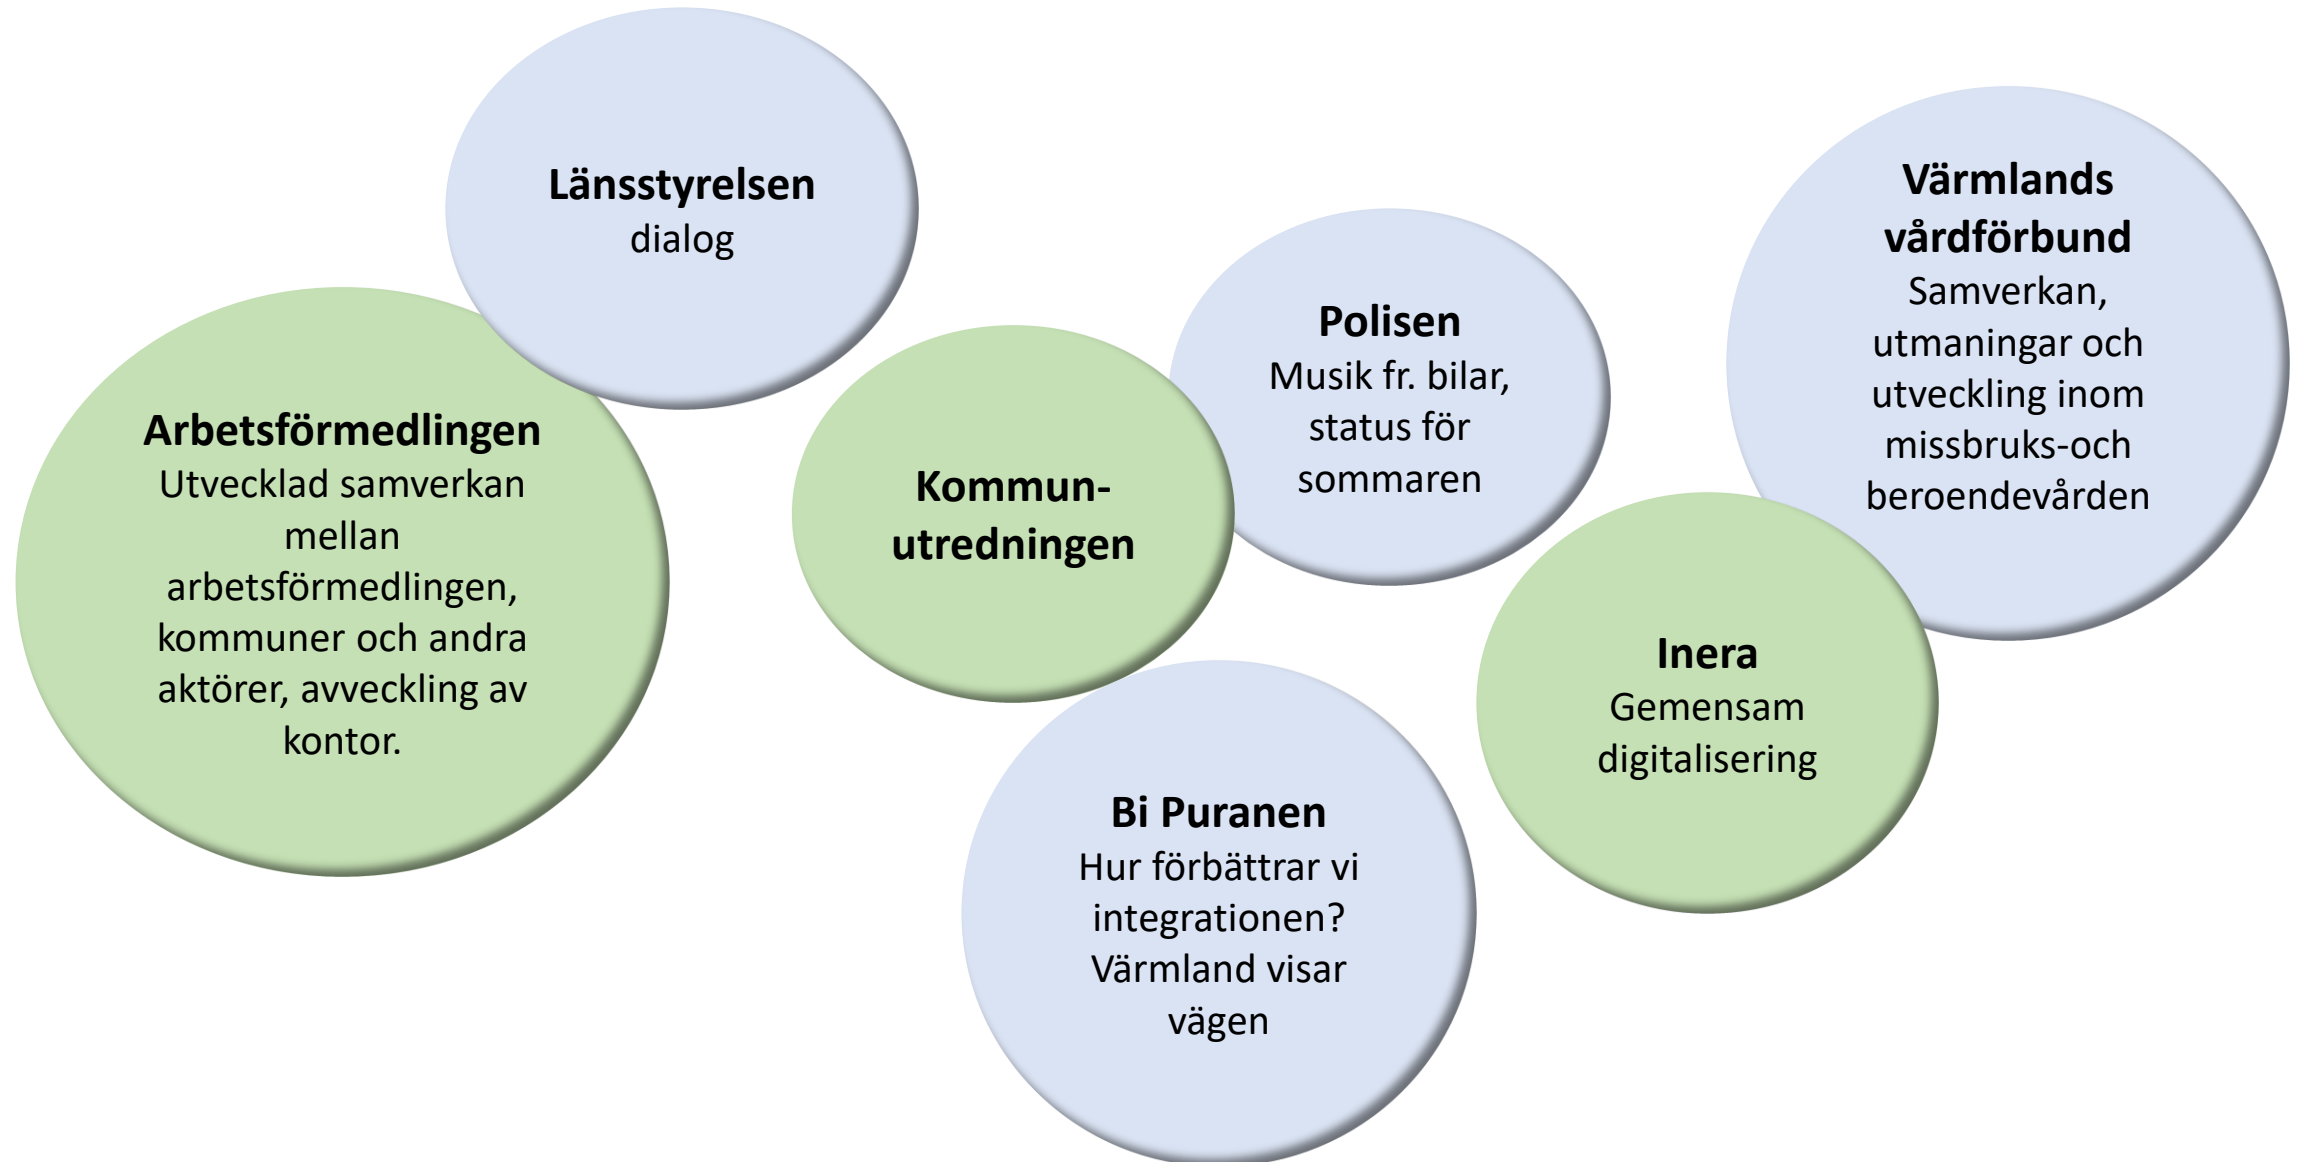 Länsstyrelsen
dialog
Arbetsförmedlingen
Utvecklad samverkan
mellan
arbetsförmedlingen,
kommuner och andra
aktörer, avveckling av
kontor.
Kommun-
utredningen
Polisen
Musik fr. bilar,
status för
sommaren
Värmlands
vårdförbund
Samverkan,
utmaningar och
utveckling inom
missbruks-och
beroendevården
Inera
Gemensam
digitalisering
Bi Puranen
Hur förbättrar vi
integrationen?
Värmland visar
vägen